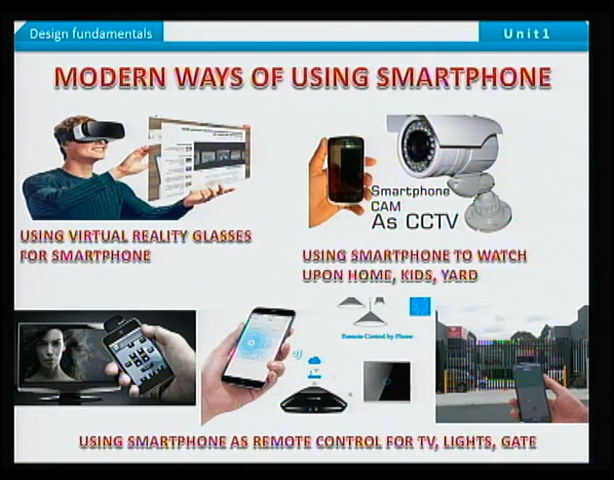 Design fundamentals
Unit1
MODERN WAYS OF USING SMARTPHONE
Smartphone
CAM
As CCTV
USING VIRTUAL REALITY GLASSES
FOR SMARTPHONE
USING SMARTPHONE TO WATCH
UPON HOME, KIDS, YARD
Remote Control by Phone
USING SMARTPHONE AS REMOTE CONTROL FOR TV, LIGHTS, GATE